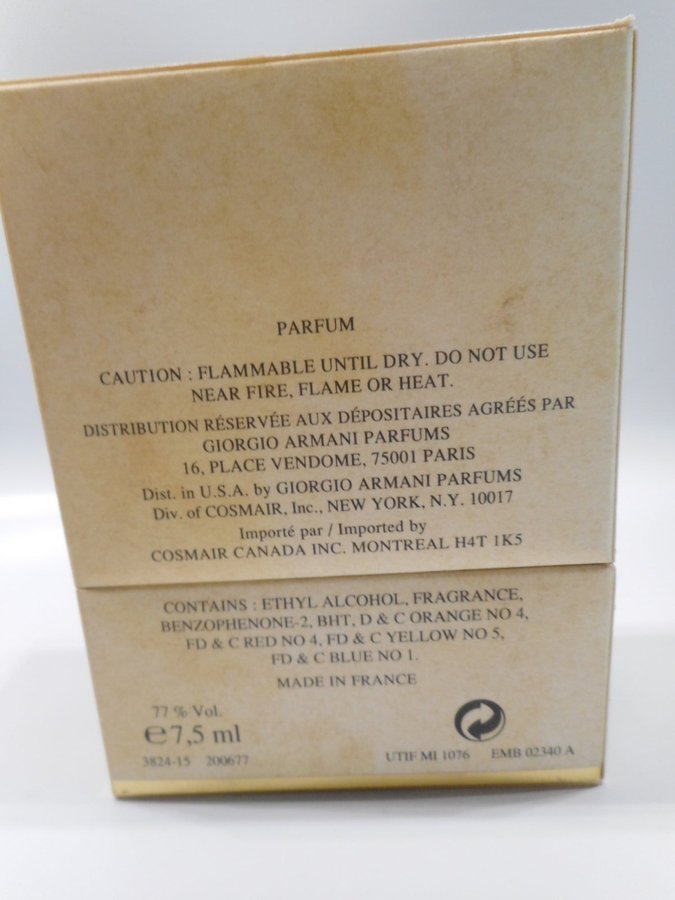 PARFUM
CAUTION : FLAMMABLE UNTIL DRY. DO NOT USE
NEAR FIRE, FLAME OR HEAT.
DISTRIBUTION RÉSERVÉE AUX DÉPOSITAIRES AGRÉÉS PAR
GIORGIO ARMANI PARFUMS
16, PLACE VENDOME, 75001 PARIS
Dist. in U.S.A. by GIORGIO ARMANI PARFUMS
Div. of COSMAIR, Inc., NEW YORK, N.Y. 10017
Importé par / Imported by
COSMAIR CANADA INC. MONTREAL H4T 1K5
CONTAINS : ETHYL ALCOHOL, FRAGRANCE,
BENZOPHENONE-2, BHT, D & C ORANGE NO 4,
FD & C RED NO 4, FD & C YELLOW NO 5,
FD & C BLUE NO 1.
MADE IN FRANCE
77 % Vol.
℮7,5 ml
3824-15 200677
UTIF MI 1076 EMB 02340 A